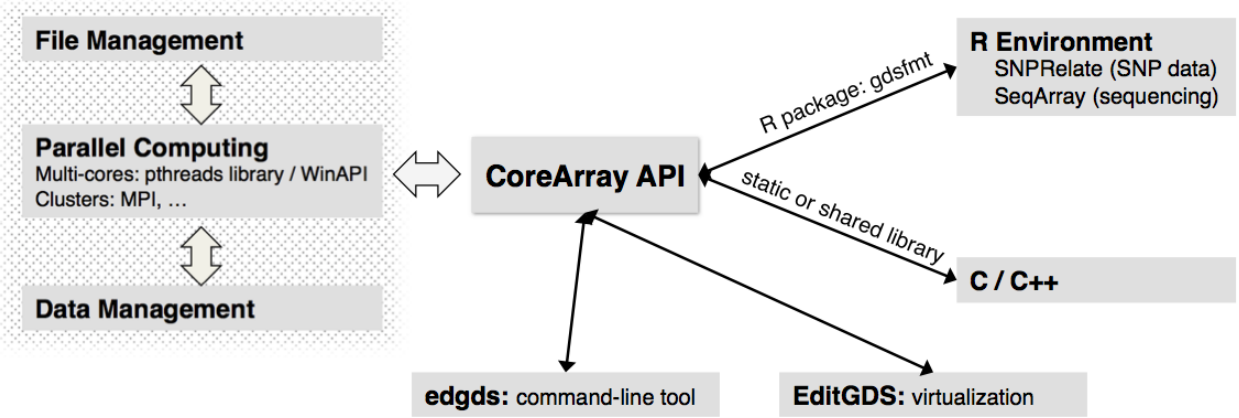 File Management
Parallel Computing
Multi-cores: pthreads library / WinAPI
Clusters: MPI, …
Data Management
CoreArray API
R package: gdsfmt
static or shared library
R Environment
SNPRelate (SNP data)
SeqArray (sequencing)
C / C++
edgds: command-line tool
EditGDS: virtualization